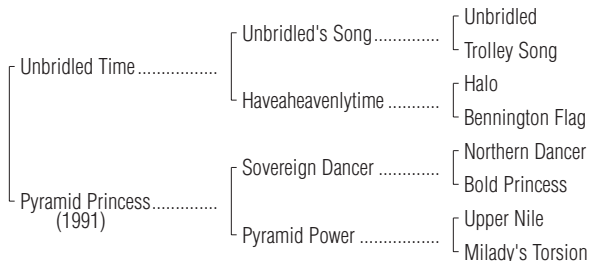 Unbridled
Unbridled's Song..............
Trolley Song
Unbridled Time.................
Halo
Haveaheavenlytime ...........
Bennington Flag
Northern Dancer
Sovereign Dancer .............
Bold Princess
Pyramid Princess..............
(1991)
Upper Nile
Pyramid Power .................
Milady's Torsion